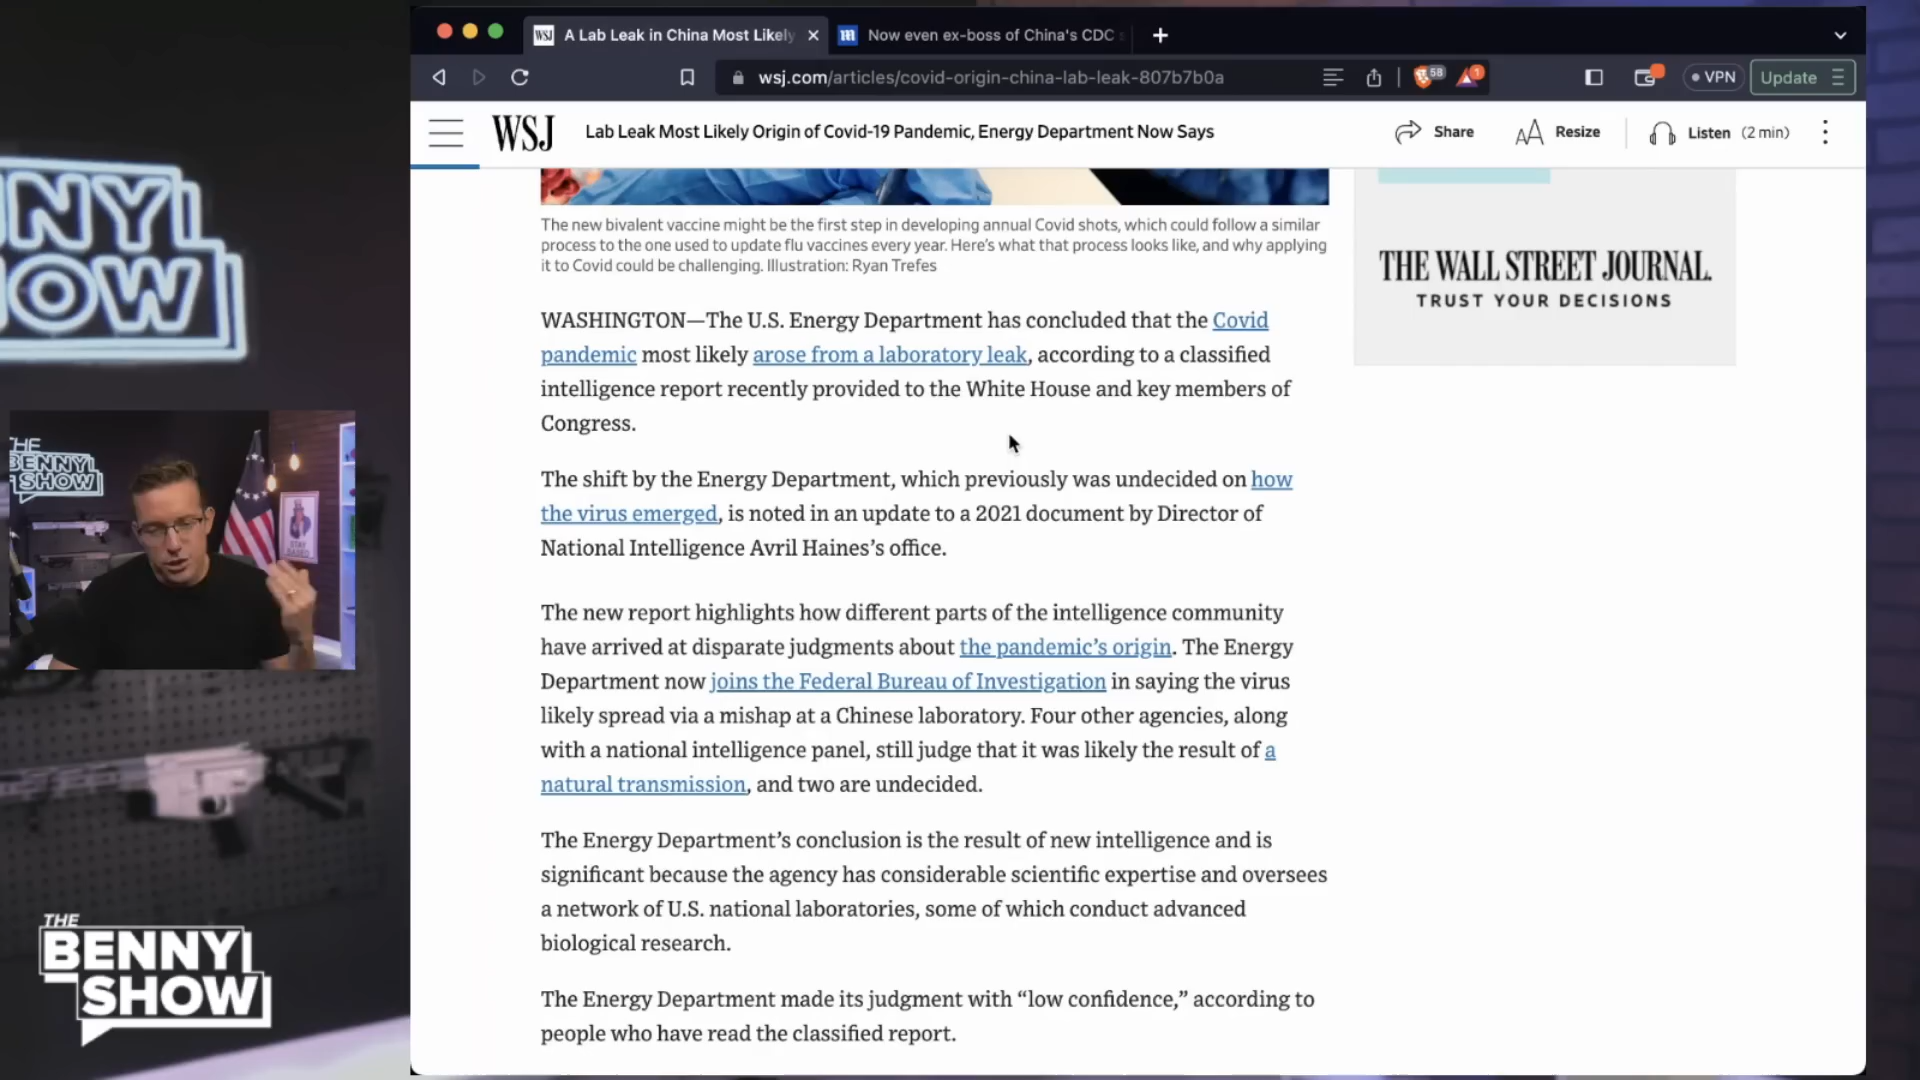 WSJ A Lab Leak in China Most Likely
m Now even ex-boss of China's CDC
wsj.com/articles/covid-origin-china-lab-leak-807b7b0a
58
1
VPN
Update
WSJ
Lab Leak Most Likely Origin of Covid-19 Pandemic, Energy Department Now Says
Share
AA Resize
Listen (2 min)
The new bivalent vaccine might be the first step in developing annual Covid shots, which could follow a similar
process to the one used to update flu vaccines every year. Here's what that process looks like, and why applying
it to Covid could be challenging. Illustration: Ryan Trefes
THE WALL STREET JOURNAL.
TRUST YOUR DECISIONS
WASHINGTON—The U.S. Energy Department has concluded that the Covid
pandemic most likely arose from a laboratory leak, according to a classified
intelligence report recently provided to the White House and key members of
Congress.
The shift by the Energy Department, which previously was undecided on how
the virus emerged, is noted in an update to a 2021 document by Director of
National Intelligence Avril Haines's office.
The new report highlights how different parts of the intelligence community
have arrived at disparate judgments about the pandemic's origin. The Energy
Department now joins the Federal Bureau of Investigation in saying the virus
likely spread via a mishap at a Chinese laboratory. Four other agencies, along
with a national intelligence panel, still judge that it was likely the result of a
natural transmission, and two are undecided.
The Energy Department's conclusion is the result of new intelligence and is
significant because the agency has considerable scientific expertise and oversees
a network of U.S. national laboratories, some of which conduct advanced
biological research.
The Energy Department made its judgment with “low confidence,” according to
people who have read the classified report.
NNY
OW
THE
BENNY
SHOW
THE
BENNY
SHOW